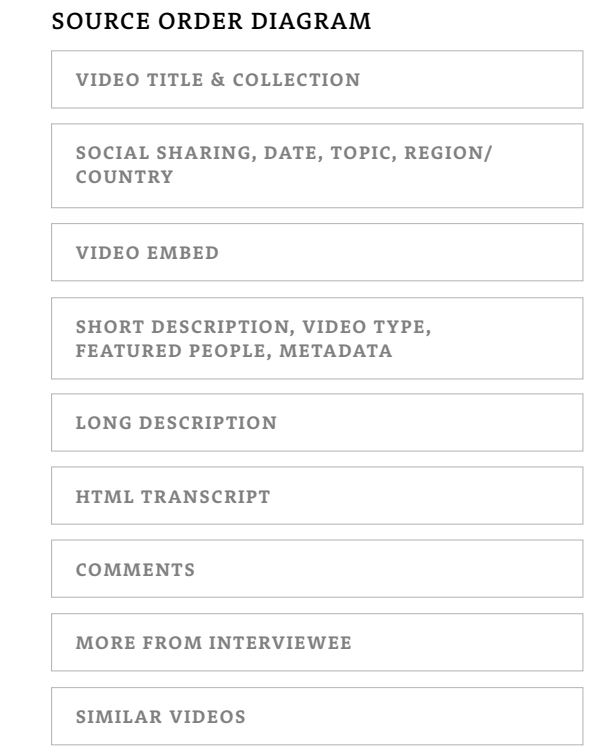 SOURCE ORDER DIAGRAM
VIDEO TITLE & COLLECTION
SOCIAL SHARING, DATE, TOPIC, REGION/
COUNTRY
VIDEO EMBED
SHORT DESCRIPTION, VIDEO TYPE,
FEATURED PEOPLE, METADATA
LONG DESCRIPTION
HTML TRANSCRIPT
COMMENTS
MORE FROM INTERVIEWEE
SIMILAR VIDEOS